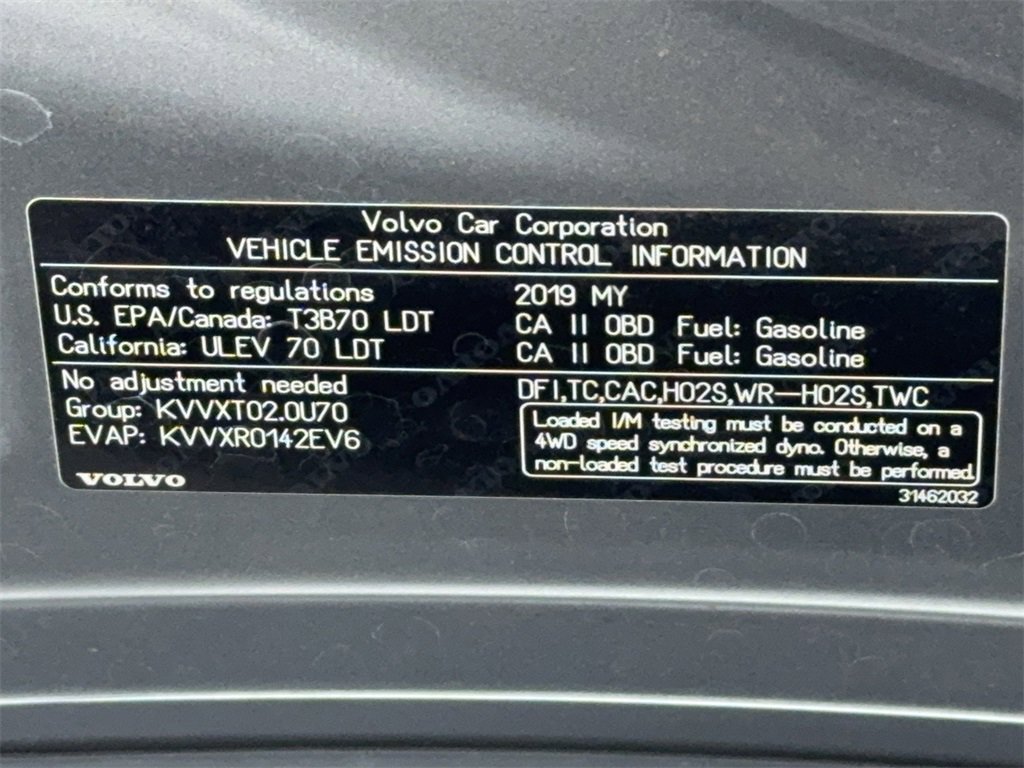 Volvo Car Corporation
VEHICLE EMISSION CONTROL INFORMATION
Conforms to regulations 2019 MY
U.S. EPA/Canada: T3B70 LDT CA II OBD Fuel: Gasoline
California: ULEV 70 LDT CA II OBD Fuel: Gasoline
No adjustment needed DFI,TC,CAC,HO2S,WR-HO2S,TWC
Group: KVVXT02.0U70
EVAP: KVVXR0142EV6
Loaded I/M testing must be conducted on a
4WD speed synchronized dyno. Otherwise, a
non-loaded test procedure must be performed.
VOLVO
31462032